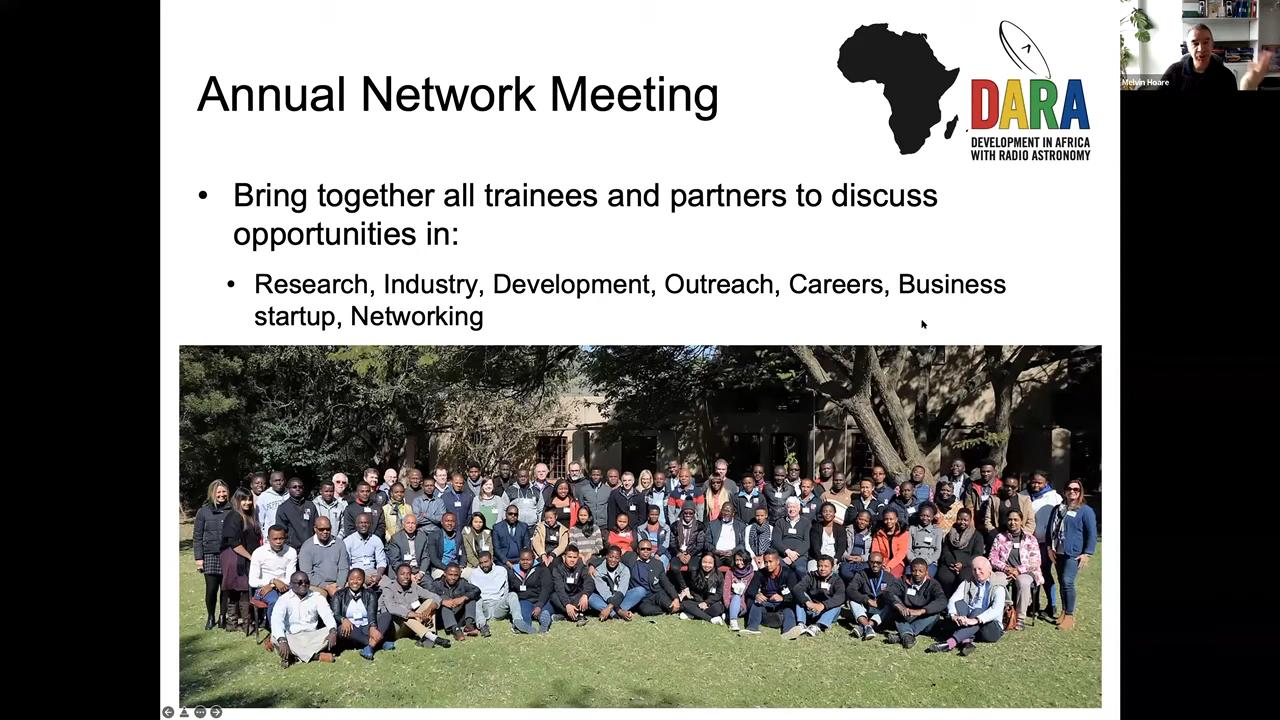 Annual Network Meeting
DARA
DEVELOPMENT IN AFRICA
WITH RADIO ASTRONOMY
Melvin Hoare
• Bring together all trainees and partners to discuss
opportunities in:
• Research, Industry, Development, Outreach, Careers, Business
startup, Networking